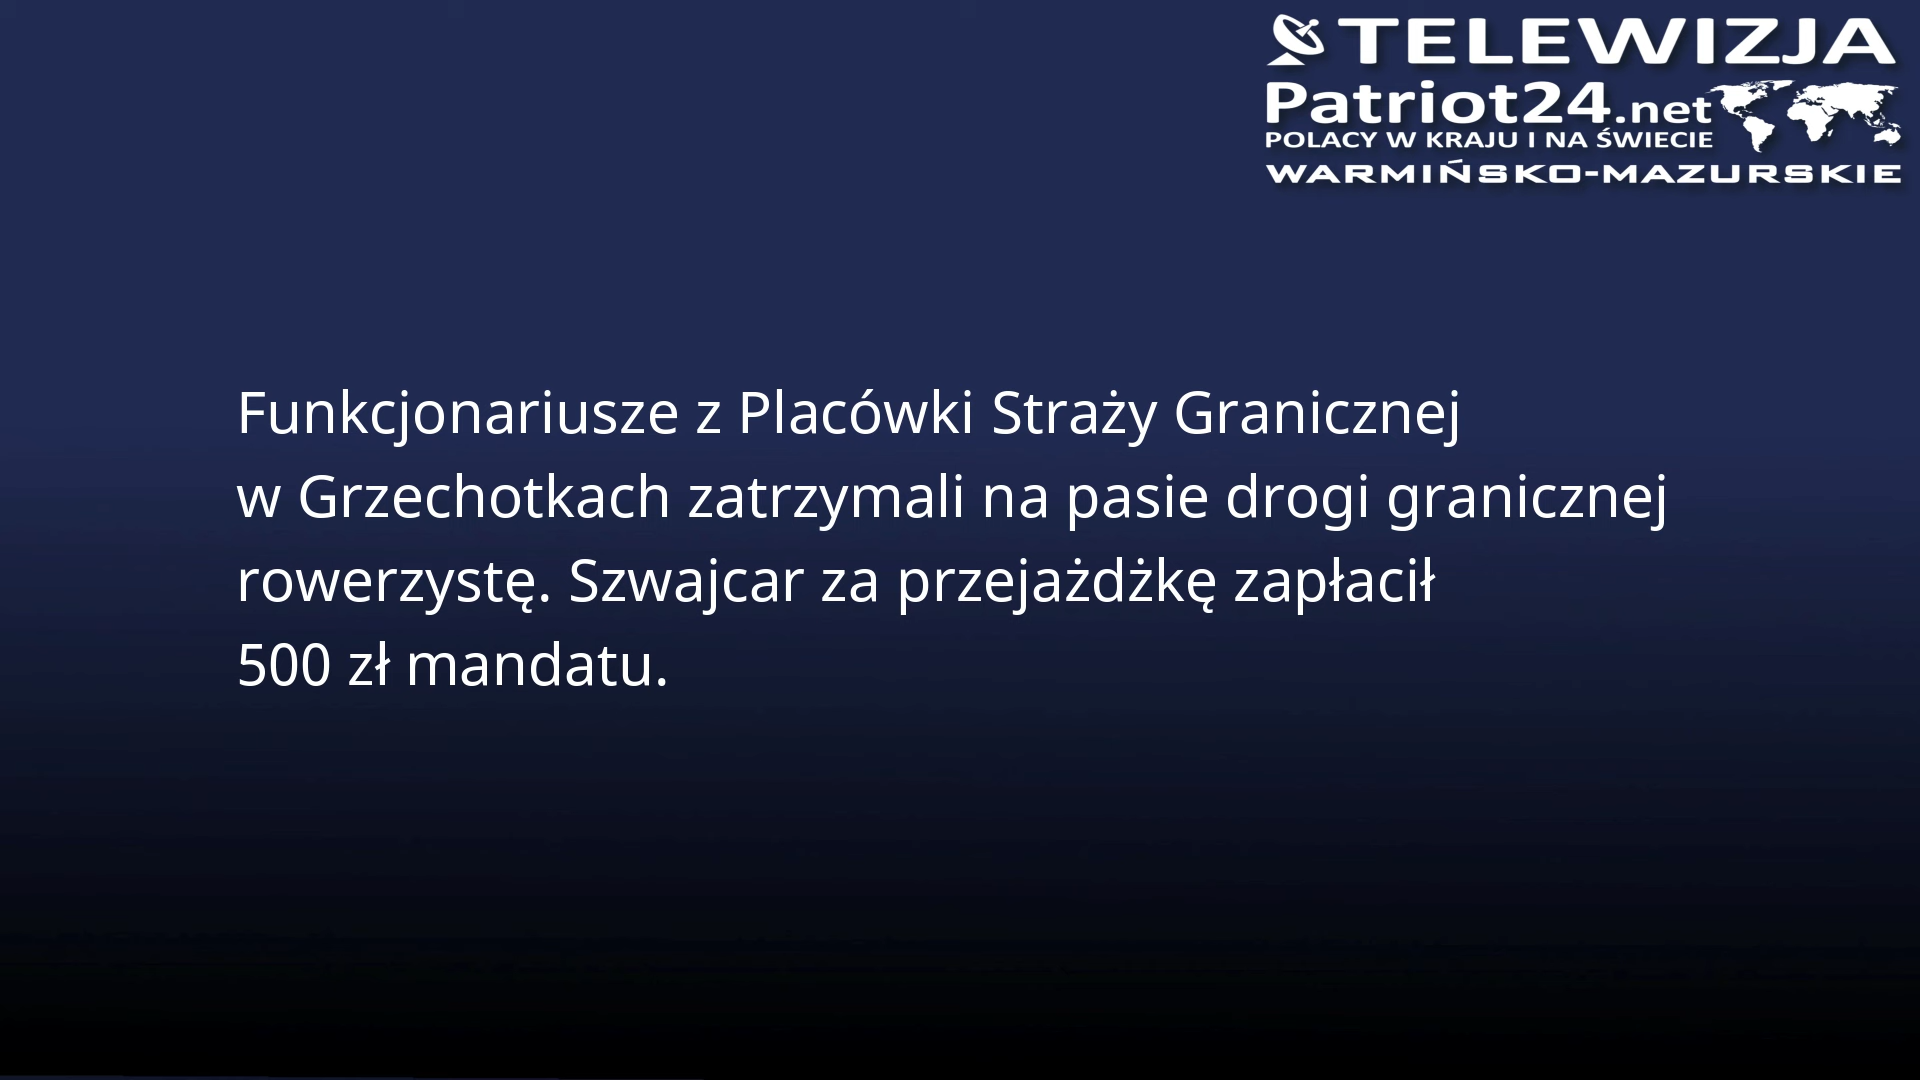 TELEWIZJA
Patriot24.net
POLACY W KRAJU I NA ŚWIECIE
WARMIŃSKO-MAZURSKIE
Funkcjonariusze z Placówki Straży Granicznej
w Grzechotkach zatrzymali na pasie drogi granicznej
rowerzystę. Szwajcar za przejażdżkę zapłacił
500 zł mandatu.